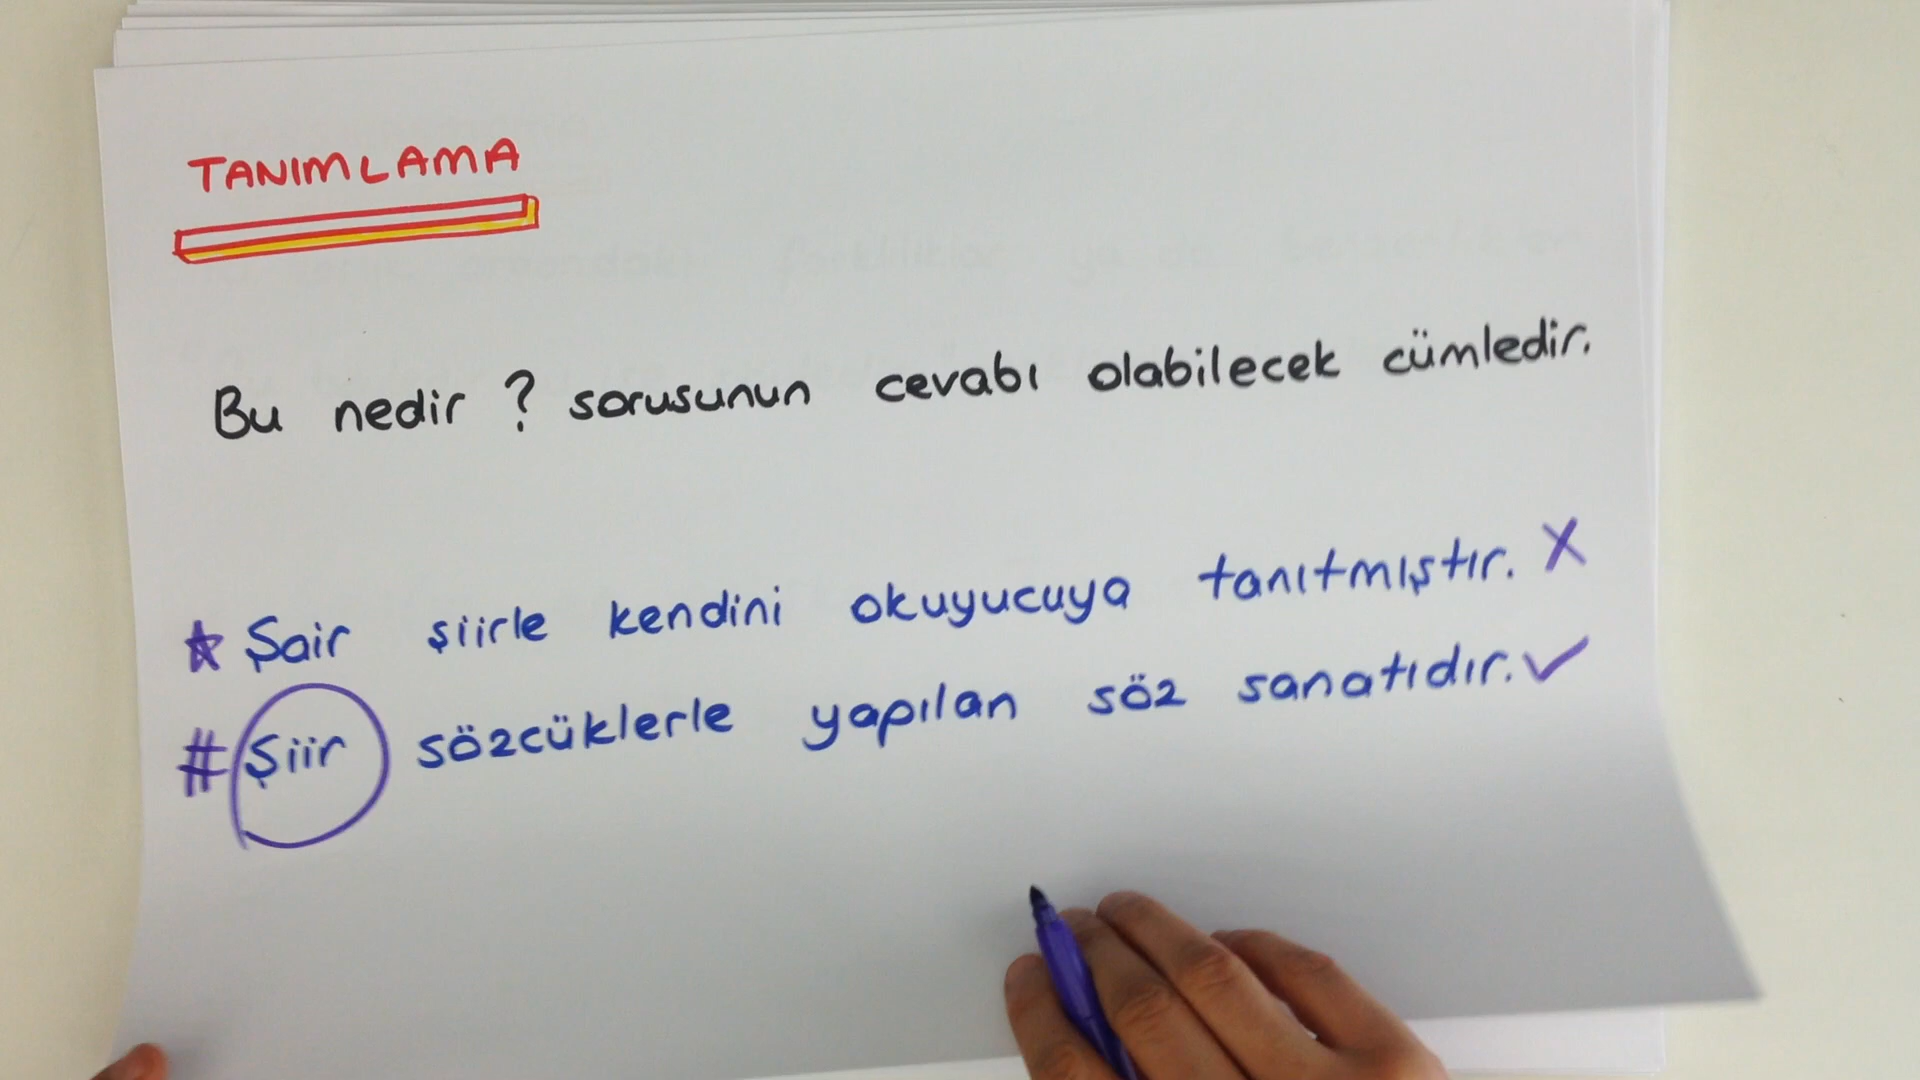 TANIMLAMA
Bu nedir ? sorusunun cevabı olabilecek cümledir.
☆ Şair şiirle kendini okuyucuya tanıtmıştır. X
# Şiir sözcüklerle yapılan söz sanatıdır. ✓